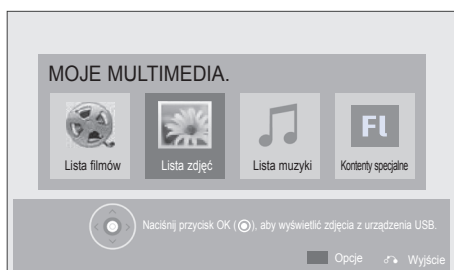 MOJE MULTIMEDIA.
Fl
Lista filmów Lista zdjęć Lista muzyki Kontenty specjalne
Naciśnij przycisk OK (◉), aby wyświetlić zdjęcia z urządzenia USB.
Opcje Wyjście